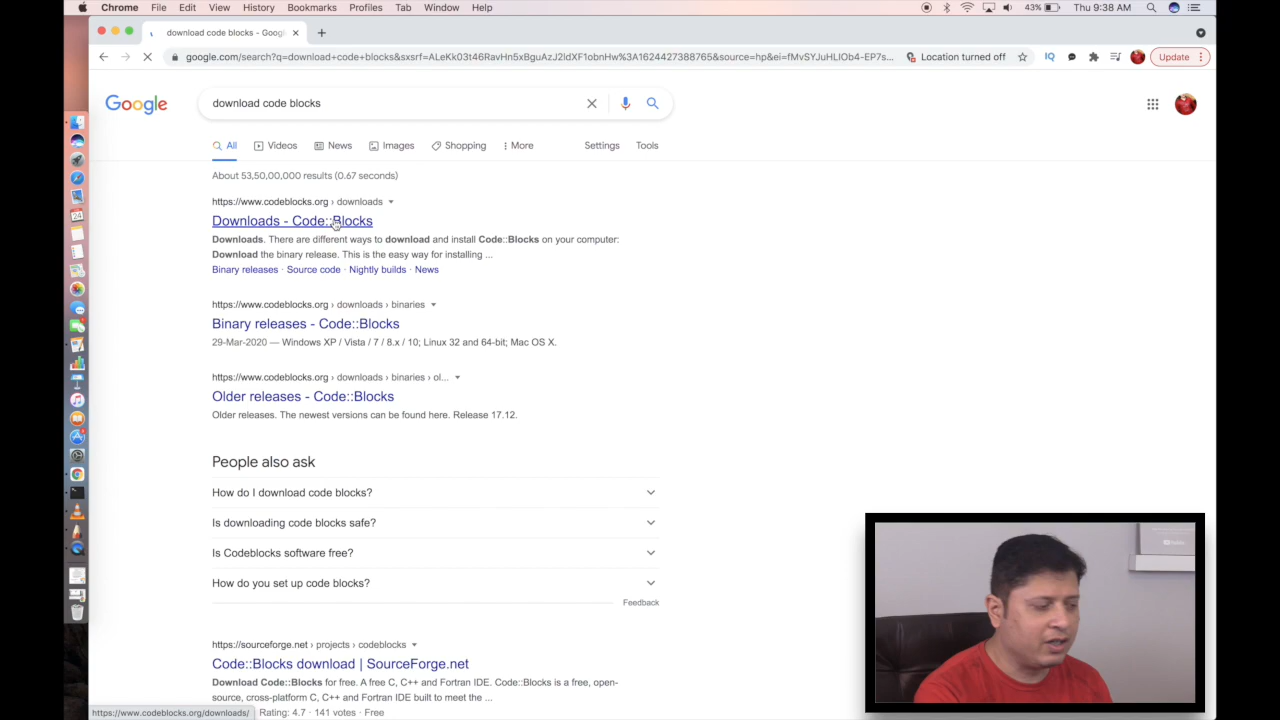 Chrome File Edit View History Bookmarks Profiles Tab Window Help 43% Thu 9:38 AM
download code blocks - Googl
google.com/search?q=download+code+blocks&sxsrf=ALeKk03t46RavHn5xBguAzJ2ldXF1obnHw%3A1624427388765&source=hp&ei=fMvSYJuHLIOb4-EP7s... Location turned off IQ Update
Google download code blocks
All Videos News Images Shopping More Settings Tools
About 53,50,00,000 results (0.67 seconds)
https://www.codeblocks.org › downloads
Downloads - Code::Blocks
Downloads. There are different ways to download and install Code::Blocks on your computer:
Download the binary release. This is the easy way for installing ...
Binary releases · Source code · Nightly builds · News
https://www.codeblocks.org › downloads › binaries
Binary releases - Code::Blocks
29-Mar-2020 — Windows XP / Vista / 7 / 8.x / 10; Linux 32 and 64-bit; Mac OS X.
https://www.codeblocks.org › downloads › binaries › ol...
Older releases - Code::Blocks
Older releases. The newest versions can be found here. Release 17.12.
People also ask
How do I download code blocks?
Is downloading code blocks safe?
Is Codeblocks software free?
How do you set up code blocks?
Feedback
https://sourceforge.net › projects › codeblocks
Code::Blocks download | SourceForge.net
Download Code::Blocks for free. A free C, C++ and Fortran IDE. Code::Blocks is a free, open-
source, cross-platform C, C++ and Fortran IDE built to meet the ...
https://www.codeblocks.org/downloads/ Rating: 4.7 · 141 votes · Free